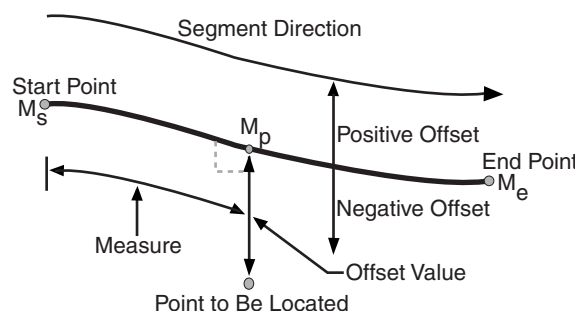 Segment Direction
Start Point
Ms
Mp
Positive Offset
End Point
Me
Negative Offset
Measure
Offset Value
Point to Be Located